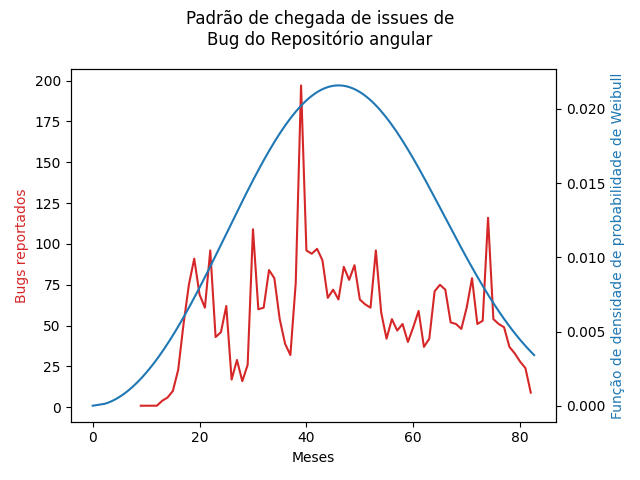 Padrão de chegada de issues de
Bug do Repositório angular
200
175
150
125
100
75
50
25
0
Bugs reportados
0.020
0.015
0.010
0.005
0.000
Função de densidade de probabilidade de Weibull
0 20 40 60 80
Meses